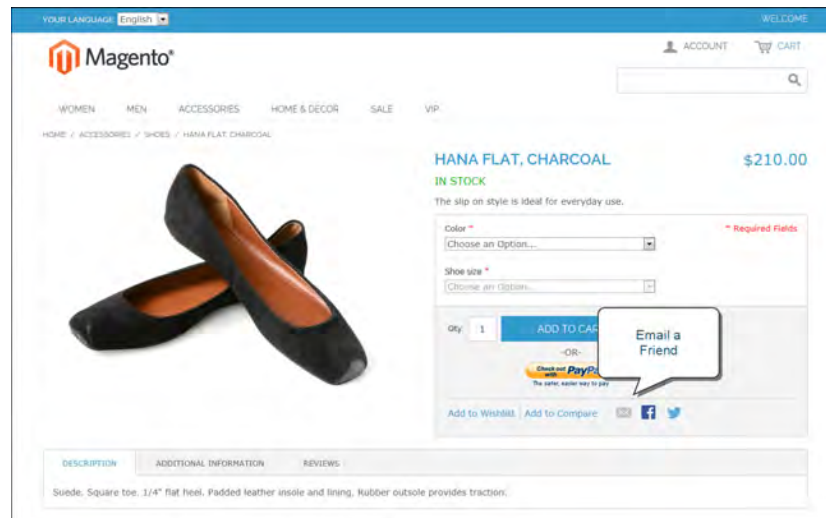 YOUR LANGUAGE: English
WELCOME
Magento®
ACCOUNT
CART
WOMEN MEN ACCESSORIES HOME & DECOR SALE VIP
HOME / ACCESSORIES / SHOES / HANA FLAT, CHARCOAL
HANA FLAT, CHARCOAL
$210.00
IN STOCK
The slip on style is ideal for everyday use.
Color *
* Required Fields
Choose an Option...
Shoe size *
Choose an Option...
Qty: 1
ADD TO CAR
Email a
Friend
-OR-
Check out with PayP
The safer, easier way to pay
Add to Wishlist | Add to Compare
DESCRIPTION ADDITIONAL INFORMATION REVIEWS
Suede. Square toe. 1/4" flat heel. Padded leather insole and lining. Rubber outsole provides traction.